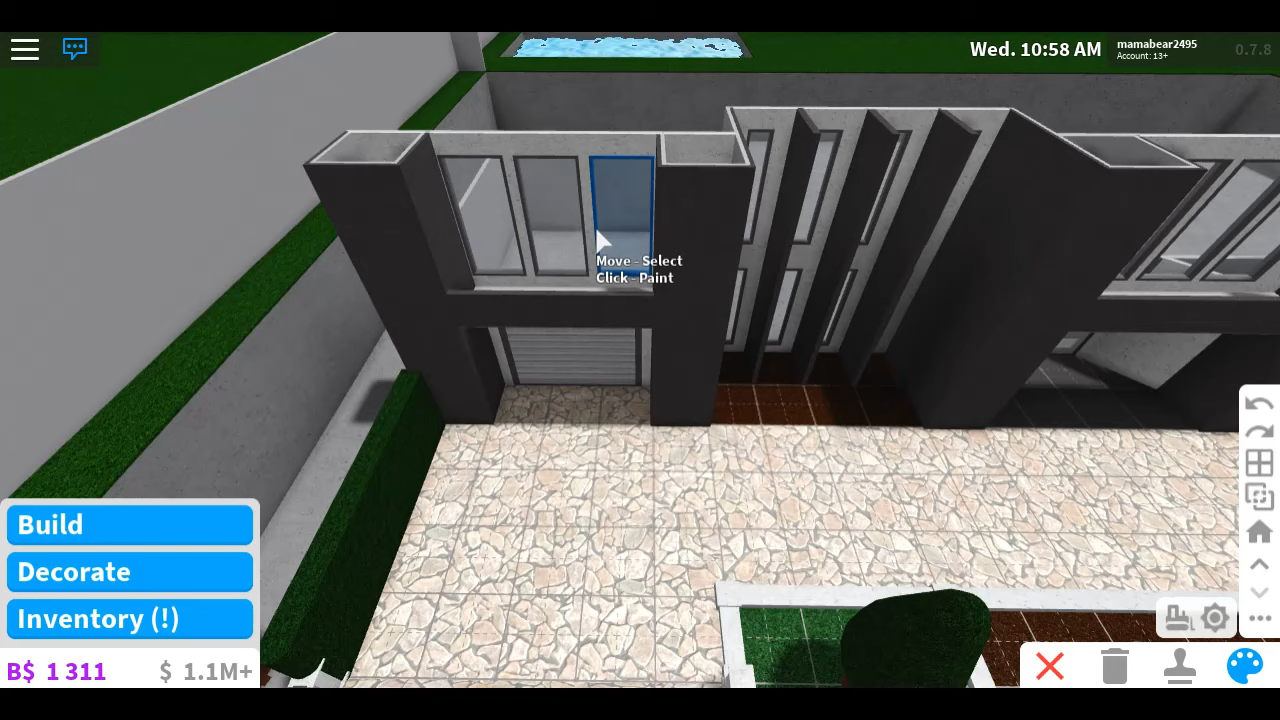 Wed. 10:58 AM
mamabear2495
Account: 13+
0.7.8
Move - Select
Click - Paint
Build
Decorate
Inventory (!)
B$ 1 311
$ 1.1M+